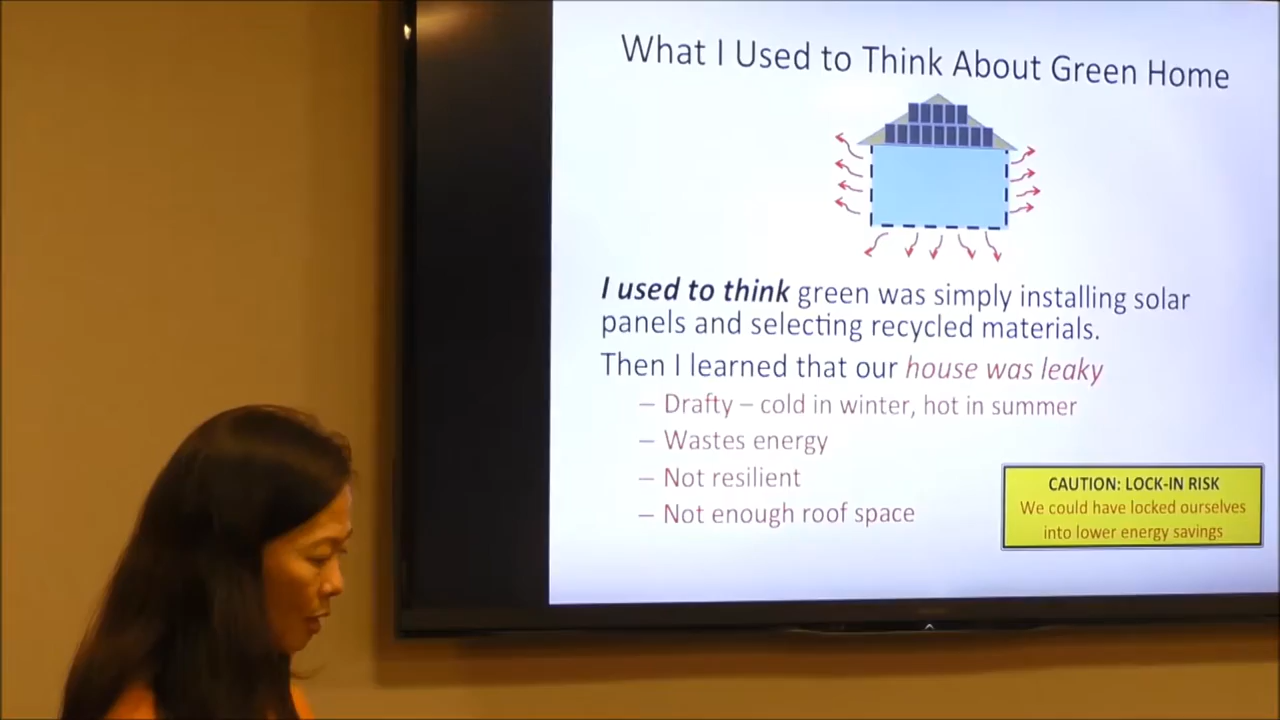 What I Used to Think About Green Home
I used to think green was simply installing solar
panels and selecting recycled materials.
Then I learned that our house was leaky
– Drafty – cold in winter, hot in summer
– Wastes energy
– Not resilient
– Not enough roof space
CAUTION: LOCK-IN RISK
We could have locked ourselves
into lower energy savings